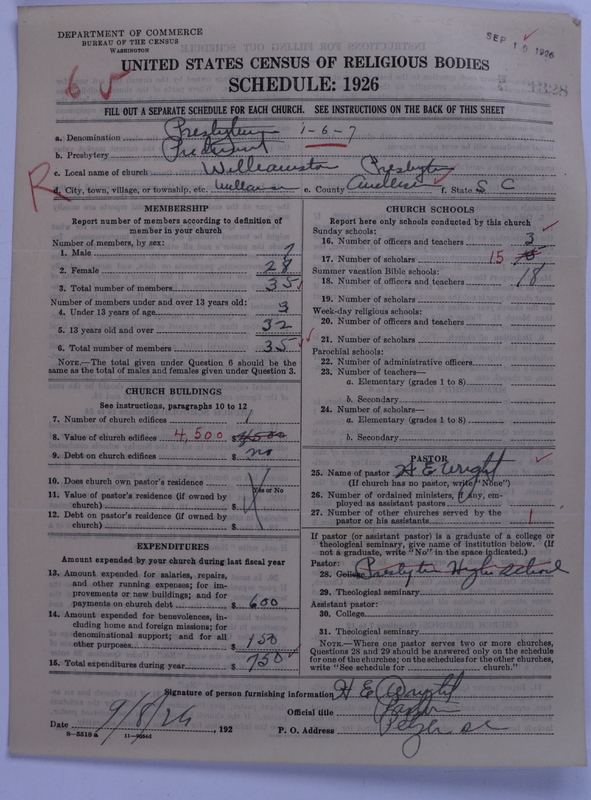 DEPARTMENT OF COMMERCE
BUREAU OF THE CENSUS
WASHINGTON
SEP 10 1926
UNITED STATES CENSUS OF RELIGIOUS BODIES
SCHEDULE: 1926
FILL OUT A SEPARATE SCHEDULE FOR EACH CHURCH. SEE INSTRUCTIONS ON THE BACK OF THIS SHEET
a. Denomination 1-6-7
b. Presbytery Piedmont
c. Local name of church Williamston
d. City, town, village, or township, etc. e. County f. State S C
R
MEMBERSHIP
Report number of members according to definition of member in your church
Number of members, by sex:
1. Male 7
2. Female 28
3. Total number of members 35
Number of members under and over 13 years old:
4. Under 13 years of age 3
5. 13 years old and over 32
6. Total number of members 35
NOTE.—The total given under Question 6 should be the
same as the total of males and females given under Question 3.
CHURCH BUILDINGS
See instructions, paragraphs 10 to 12
7. Number of church edifices 1
8. Value of church edifices 4,500 $4500
9. Debt on church edifices $ no
10. Does church own pastor's residence
Yes or No
11. Value of pastor's residence (if owned by
church) $
12. Debt on pastor's residence (if owned by
church) $
EXPENDITURES
Amount expended by your church during last fiscal year
13. Amount expended for salaries, repairs,
and other running expenses; for im-
provements or new buildings; and for
payments on church debt $ 600
14. Amount expended for benevolences, in-
cluding home and foreign missions; for
denominational support; and for all
other purposes $ 150
15. Total expenditures during year $ 750
CHURCH SCHOOLS
Report here only schools conducted by this church
Sunday schools:
16. Number of officers and teachers 3
17. Number of scholars 15
Summer vacation Bible schools:
18. Number of officers and teachers 18
19. Number of scholars
Week-day religious schools:
20. Number of officers and teachers
21. Number of scholars
Parochial schools:
22. Number of administrative officers
23. Number of teachers—
a. Elementary (grades 1 to 8)
b. Secondary
24. Number of scholars—
a. Elementary (grades 1 to 8)
b. Secondary
PASTOR
25. Name of pastor H E Wright
(If church has no pastor, write "None")
26. Number of ordained ministers, if any, em-
ployed as assistant pastors
27. Number of other churches served by the
pastor or his assistants 1
If pastor (or assistant pastor) is a graduate of a college or
theological seminary, give name of institution below. (If
not a graduate, write "No" in the space indicated.)
Pastor:
28. College High School
29. Theological seminary
Assistant pastor:
30. College
31. Theological seminary
NOTE.—Where one pastor serves two or more churches,
Questions 28 and 29 should be answered only on the schedule
for one of the churches; on the schedules for the other churches,
write "See schedule for church."
Signature of person furnishing information H E Wright
Official title Pastor
Date 9/8/26, 192 P. O. Address Pelzer SC